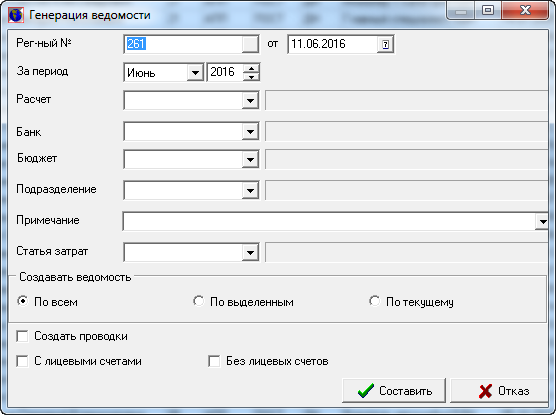 Генерация ведомости
Рег-ный № 261 от 11.06.2016
За период Июнь 2016
Расчет
Банк
Бюджет
Подразделение
Примечание
Статья затрат
Создавать ведомость
По всем По выделенным По текущему
Создать проводки
С лицевыми счетами Без лицевых счетов
Составить Отказ